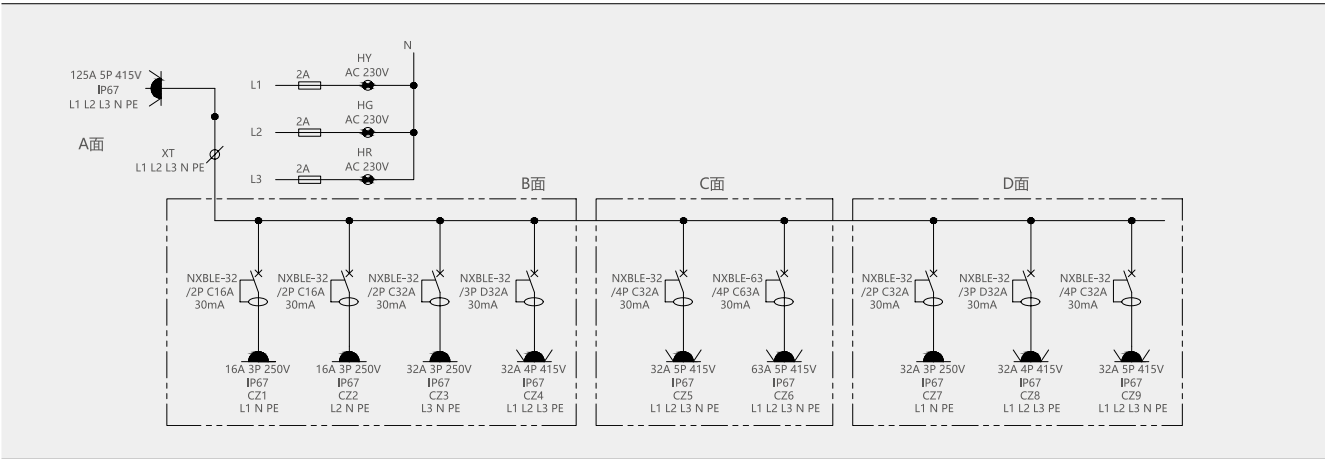 125A 5P 415V
IP67
L1 L2 L3 N PE
A面
XT
L1 L2 L3 N PE
N
L1
2A
HY
AC 230V
L2
2A
HG
AC 230V
L3
2A
HR
AC 230V
B面
NXBLE-32
/2P C16A
30mA
16A 3P 250V
IP67
CZ1
L1 N PE
NXBLE-32
/2P C16A
30mA
16A 3P 250V
IP67
CZ2
L2 N PE
NXBLE-32
/2P C32A
30mA
32A 3P 250V
IP67
CZ3
L3 N PE
NXBLE-32
/3P D32A
30mA
32A 4P 415V
IP67
CZ4
L1 L2 L3 PE
C面
NXBLE-32
/4P C32A
30mA
32A 5P 415V
IP67
CZ5
L1 L2 L3 N PE
NXBLE-63
/4P C63A
30mA
63A 5P 415V
IP67
CZ6
L1 L2 L3 N PE
D面
NXBLE-32
/2P C32A
30mA
32A 3P 250V
IP67
CZ7
L1 N PE
NXBLE-32
/3P D32A
30mA
32A 4P 415V
IP67
CZ8
L1 L2 L3 PE
NXBLE-32
/4P C32A
30mA
32A 5P 415V
IP67
CZ9
L1 L2 L3 N PE